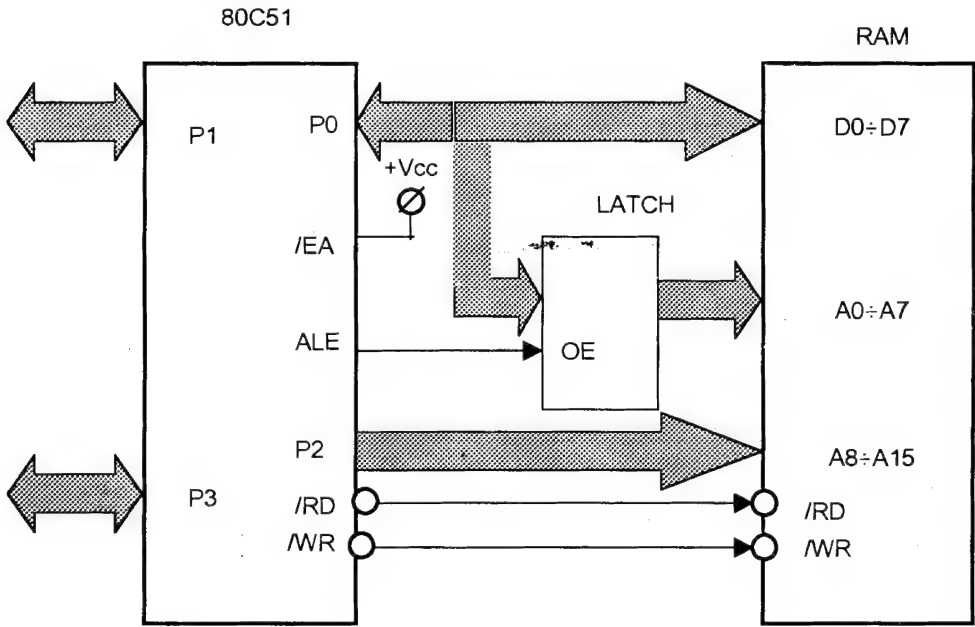 80C51
RAM
P1
P0
D0÷D7
+Vcc
LATCH
/EA
A0÷A7
ALE
OE
P2
A8÷A15
P3
/RD
/RD
/WR
/WR